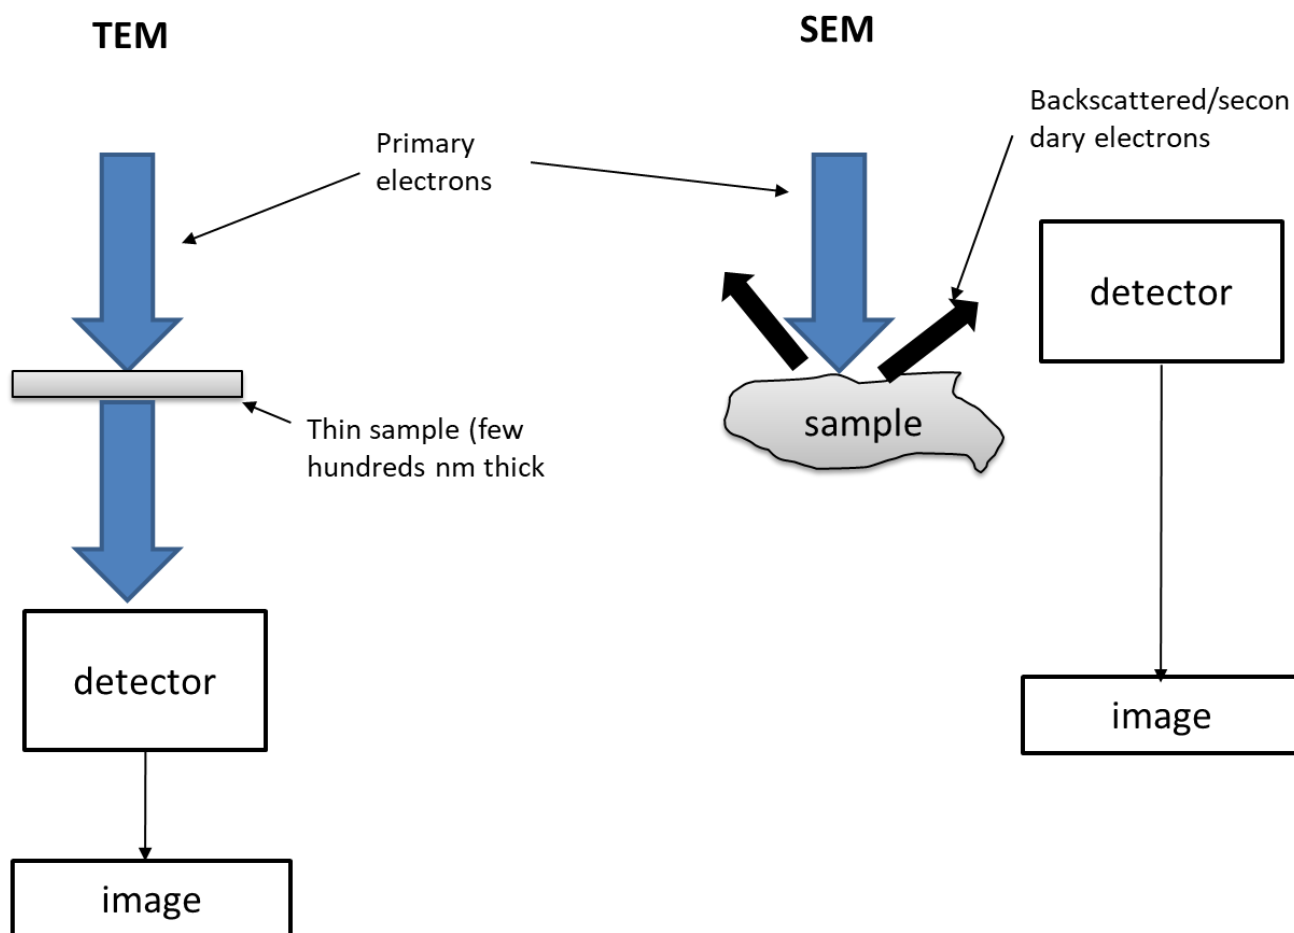 TEM
SEM
Primary
electrons
Backscattered/secon
dary electrons
detector
Thin sample (few
hundreds nm thick
sample
detector
image
image